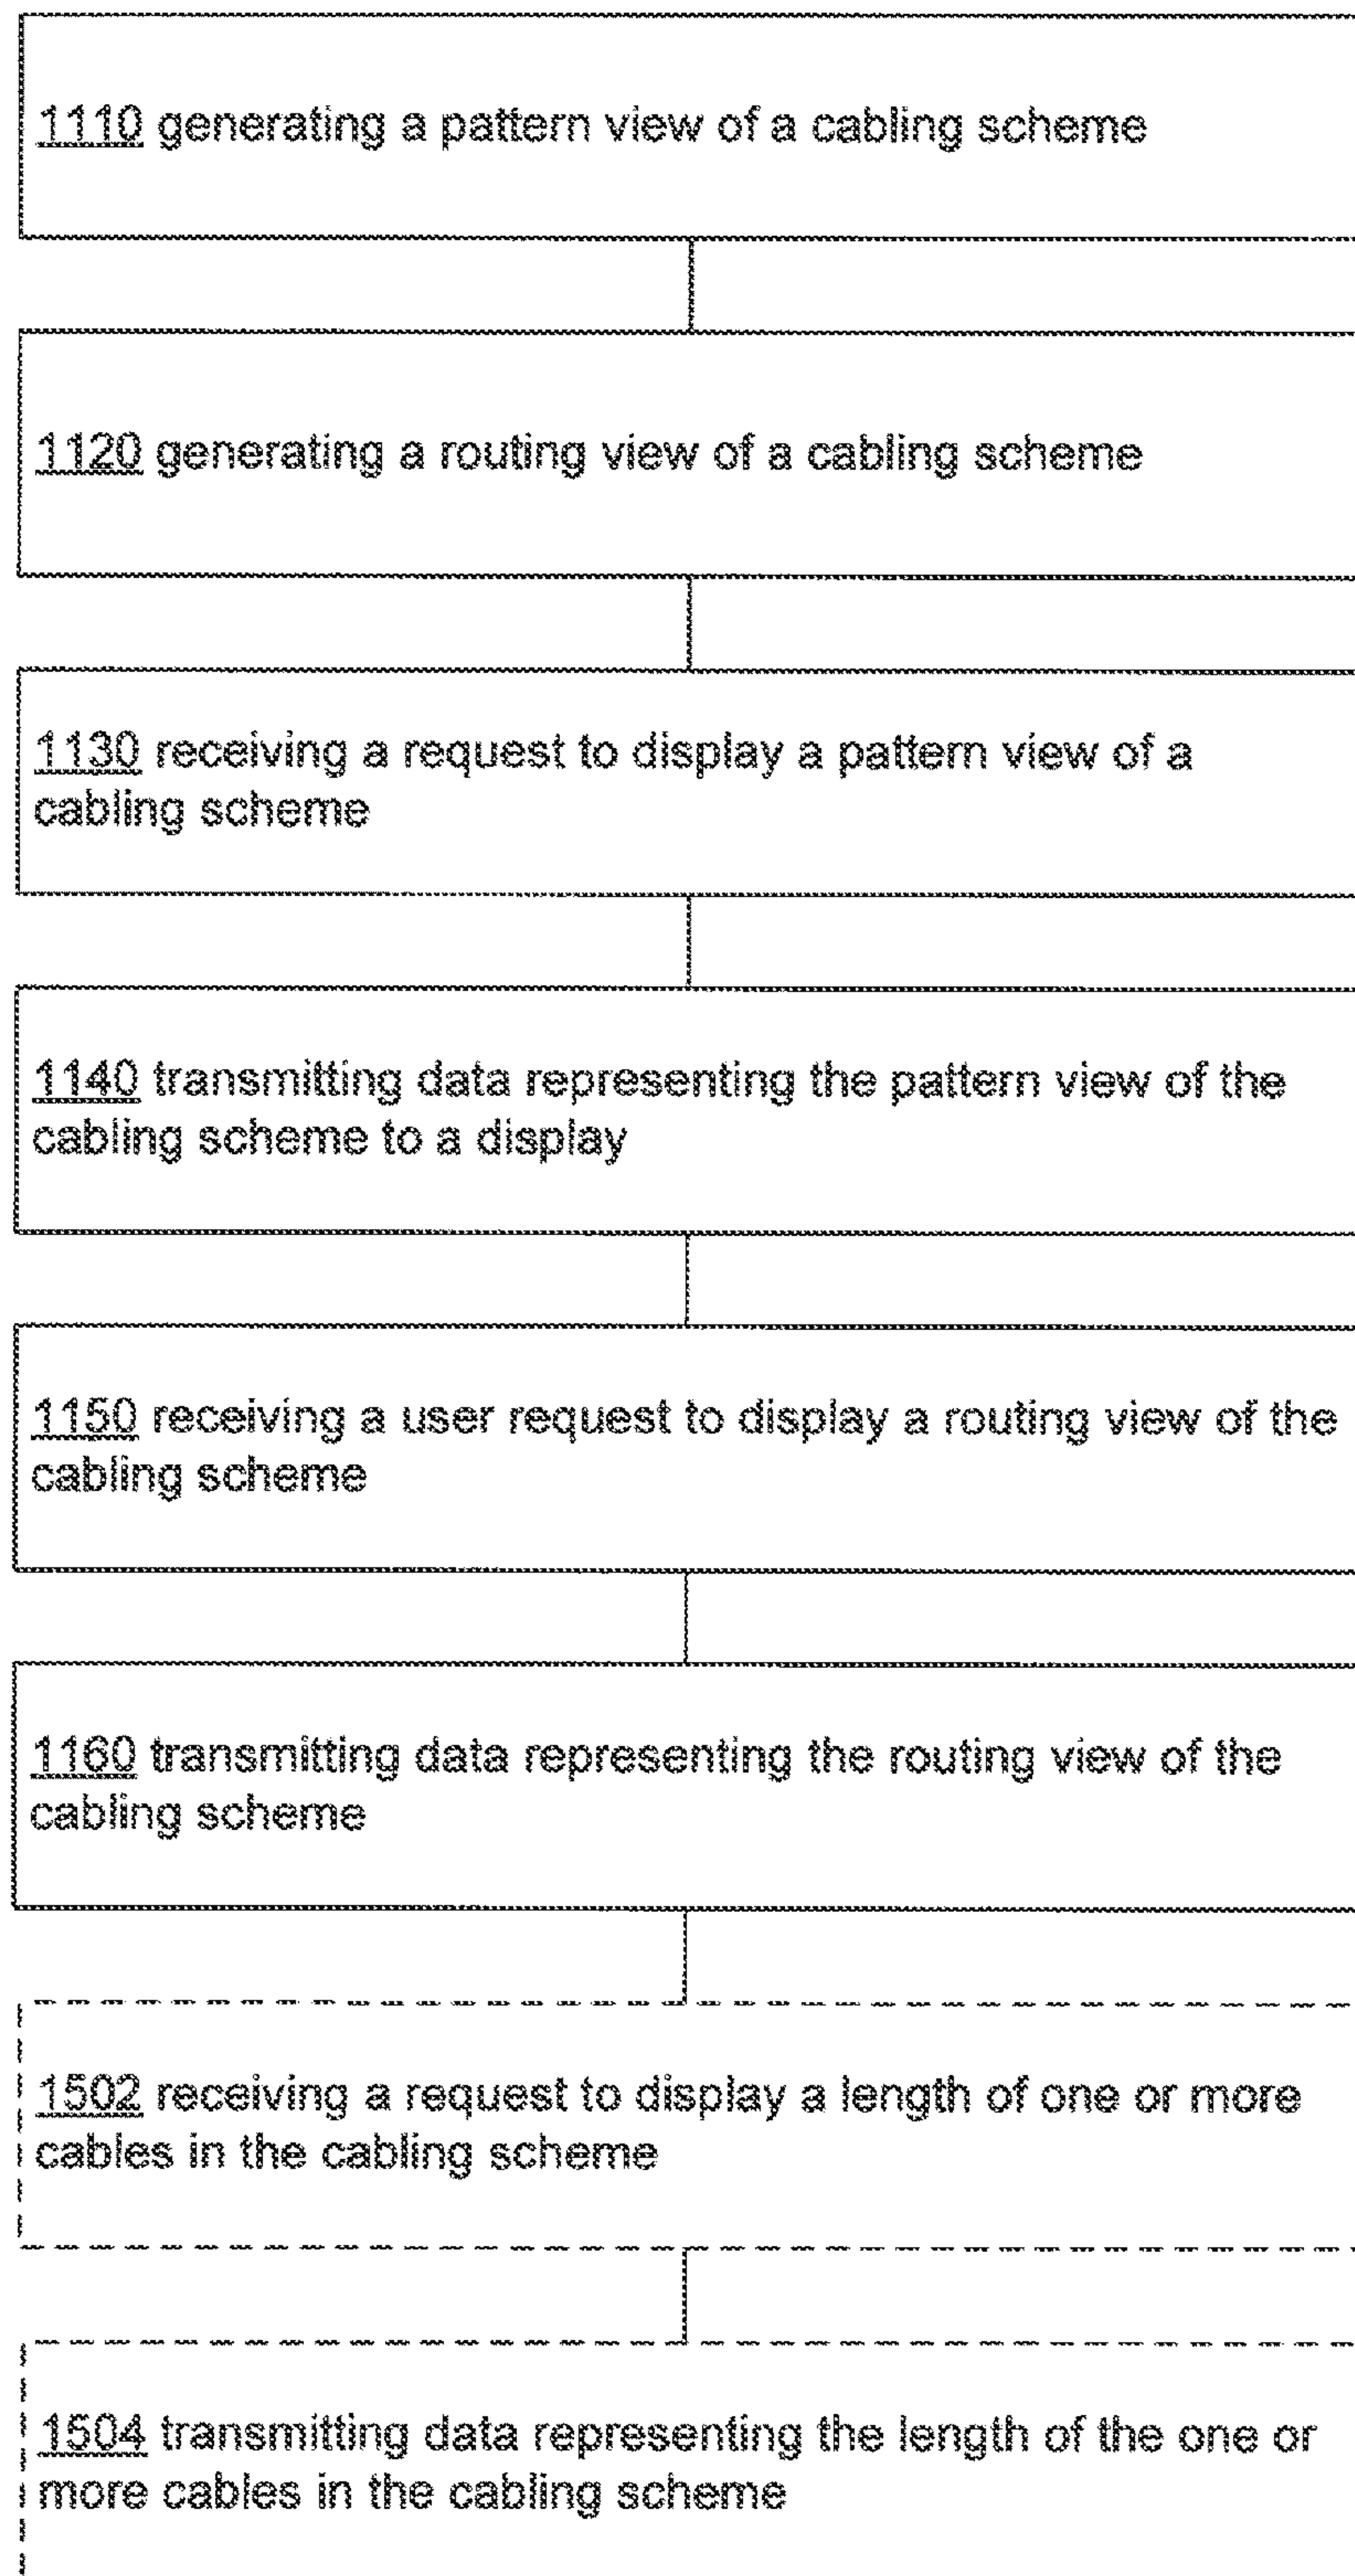 1110 generating a pattern view of a cabling scheme
1120 generating a routing view of a cabling scheme
1130 receiving a request to display a pattern view of a
cabling scheme
1140 transmitting data representing the pattern view of the
cabling scheme to a display
1150 receiving a user request to display a routing view of the
cabling scheme
1160 transmitting data representing the routing view of the
cabling scheme
1502 receiving a request to display a length of one or more
cables in the cabling scheme
1504 transmitting data representing the length of the one or
more cables in the cabling scheme